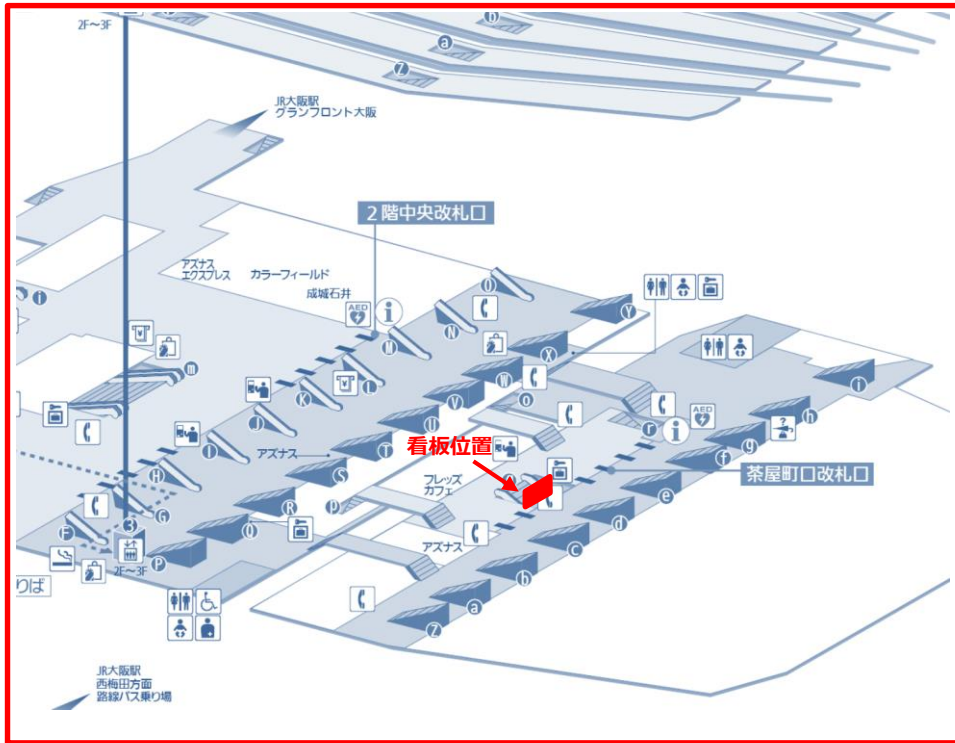 2F~3F
b
a
Z
JR大阪駅
グランフロント大阪
2階中央改札口
アズナス
エクスプレス
カラーフィールド
成城石井
AED
i
O
N
M
L
K
J
I
H
G
F
Y
X
W
V
U
T
S
R
Q
P
m
i
o
r
i
AED
i
h
g
f
e
d
c
b
a
Z
アズナス
看板位置
フレッズ
カフェ
p
茶屋町口改札口
アズナス
3
2F~3F
りば
JR大阪駅
西梅田方面
路線バス乗り場